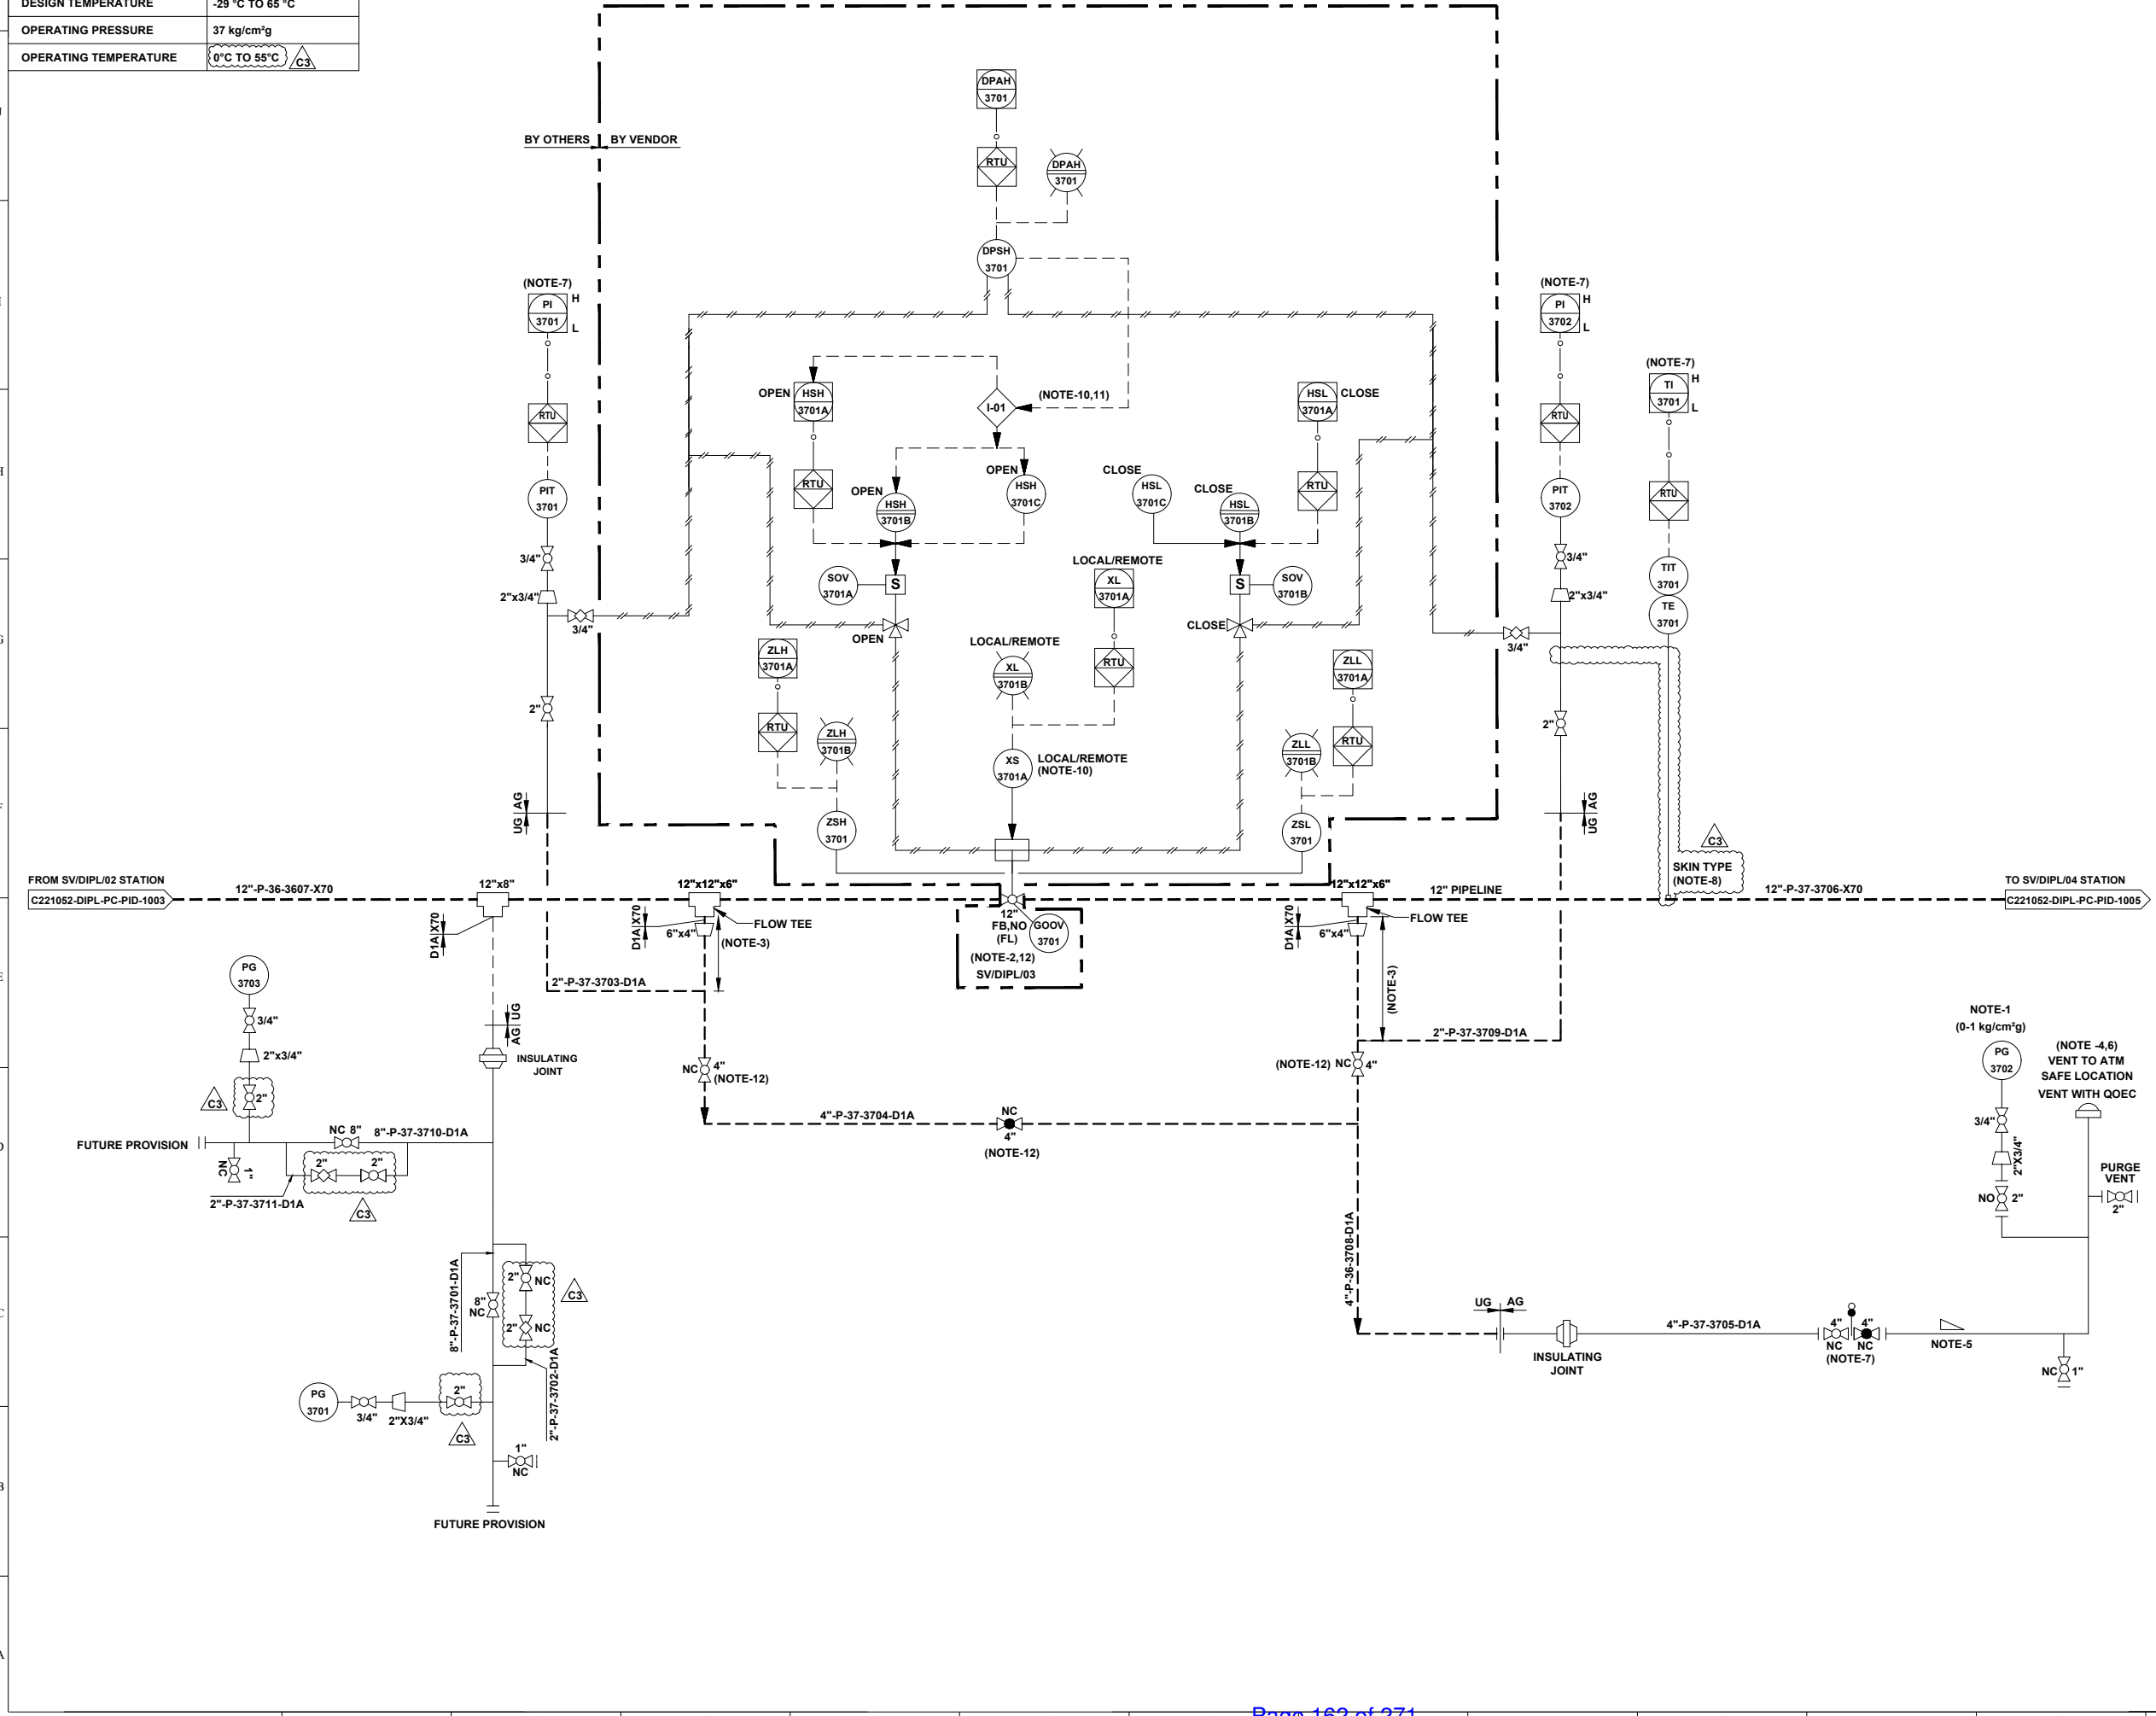 DESIGN TEMPERATURE -29 °C TO 65 °C
OPERATING PRESSURE 37 kg/cm²g
OPERATING TEMPERATURE 0°C TO 55°C C3
BY OTHERS BY VENDOR
DPAH
3701
RTU
DPAH
3701
DPSH
3701
(NOTE-7)
PI
3701
H
L
RTU
PIT
3701
3/4"
2"x3/4"
3/4"
2"
UG AG
OPEN
HSH
3701A
RTU
I-01
(NOTE-10,11)
OPEN
HSH
3701B
OPEN
HSH
3701C
SOV
3701A
S
OPEN
HSL
3701A
CLOSE
RTU
CLOSE
HSL
3701C
CLOSE
HSL
3701B
S
SOV
3701B
CLOSE
LOCAL/REMOTE
XL
3701A
RTU
LOCAL/REMOTE
XL
3701B
XS
3701A
LOCAL/REMOTE
(NOTE-10)
ZLH
3701A
RTU
ZLH
3701B
ZSH
3701
ZLL
3701A
RTU
ZLL
3701B
ZSL
3701
(NOTE-7)
PI
3702
H
L
RTU
PIT
3702
3/4"
2"x3/4"
3/4"
2"
UG AG
(NOTE-7)
TI
3701
H
L
RTU
TIT
3701
TE
3701
C3
SKIN TYPE
(NOTE-8)
FROM SV/DIPL/02 STATION
C221052-DIPL-PC-PID-1003
12"-P-36-3607-X70
12"x8"
D1A X70
12"x12"x6"
FLOW TEE
D1A X70
6"x4"
(NOTE-3)
12"
FB,NO
(FL)
GOOV
3701
(NOTE-2,12)
SV/DIPL/03
12"x12"x6"
12" PIPELINE
FLOW TEE
D1A X70
6"x4"
(NOTE-3)
12"-P-37-3706-X70
TO SV/DIPL/04 STATION
C221052-DIPL-PC-PID-1005
2"-P-37-3703-D1A
2"-P-37-3709-D1A
PG
3703
3/4"
2"x3/4"
C3
2"
AG UG
INSULATING
JOINT
FUTURE PROVISION
NC 8"
8"-P-37-3710-D1A
NC
1"
2"
2"
2"-P-37-3711-D1A
C3
NC 4"
(NOTE-12)
4"-P-37-3704-D1A
NC
4"
(NOTE-12)
(NOTE-12) NC 4"
4"-P-36-3708-D1A
8"-P-37-3701-D1A
8"
NC
2" NC
2" NC
C3
2"-P-37-3702-D1A
PG
3701
3/4"
2"X3/4"
2"
C3
1"
NC
FUTURE PROVISION
UG AG
INSULATING
JOINT
4"-P-37-3705-D1A
4" 4"
NC NC
(NOTE-7)
NOTE-5
NC 1"
NOTE-1
(0-1 kg/cm²g)
PG
3702
3/4"
2"X3/4"
NO 2"
(NOTE -4,6)
VENT TO ATM
SAFE LOCATION
VENT WITH QOEC
PURGE
VENT
2"
H
G
F
E
D
C
B
A
Page 162 of 271